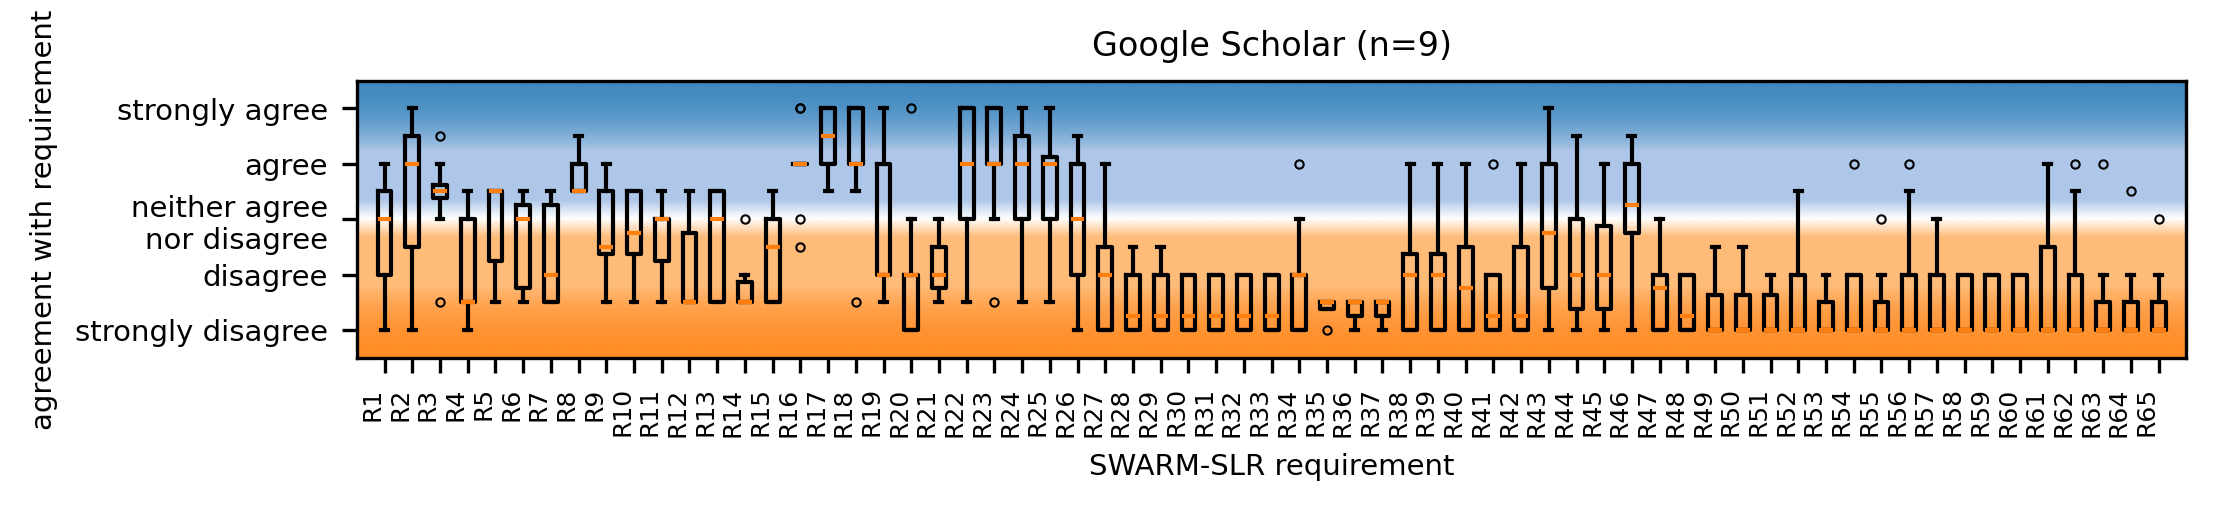 Google Scholar (n=9)
agreement with requirement
strongly agree
agree
neither agree
nor disagree
disagree
strongly disagree
R1 R2 R3 R4 R5 R6 R7 R8 R9 R10 R11 R12 R13 R14 R15 R16 R17 R18 R19 R20 R21 R22 R23 R24 R25 R26 R27 R28 R29 R30 R31 R32 R33 R34 R35 R36 R37 R38 R39 R40 R41 R42 R43 R44 R45 R46 R47 R48 R49 R50 R51 R52 R53 R54 R55 R56 R57 R58 R59 R60 R61 R62 R63 R64 R65
SWARM-SLR requirement